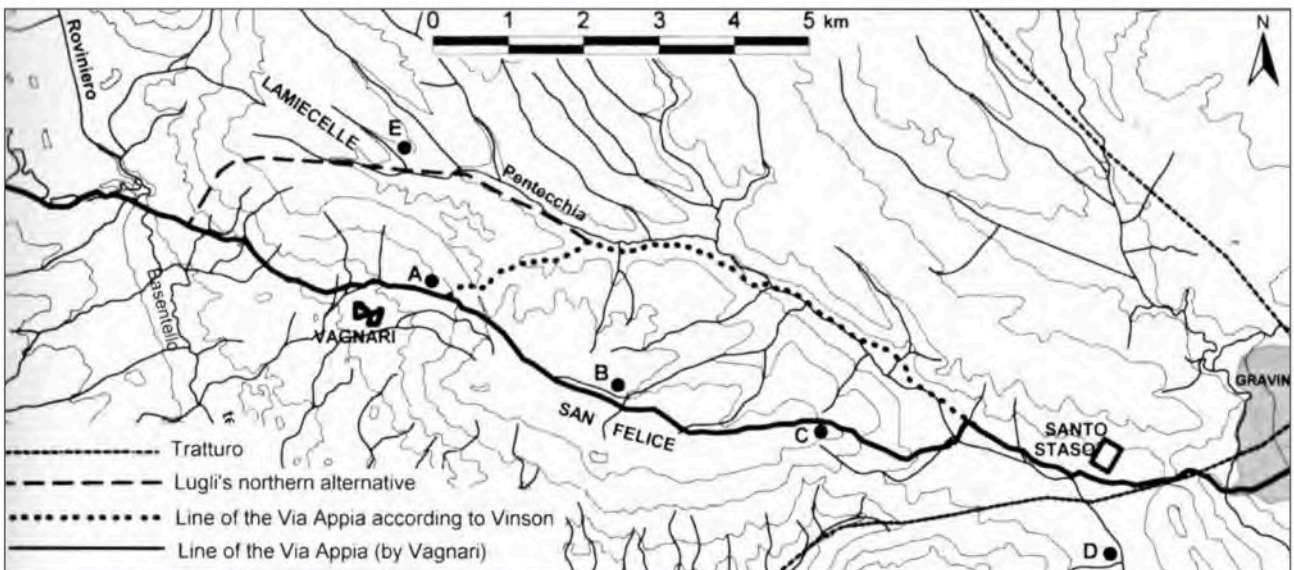 0 1 2 3 4 5 km
N
Roviniero
LAMIECELLE
E
Pentecchia
A
VAGNARI
Basentello
B
SAN FELICE
C
SANTO
STASO
GRAVIN
D
Tratturo
Lugli's northern alternative
Line of the Via Appia according to Vinson
Line of the Via Appia (by Vagnari)